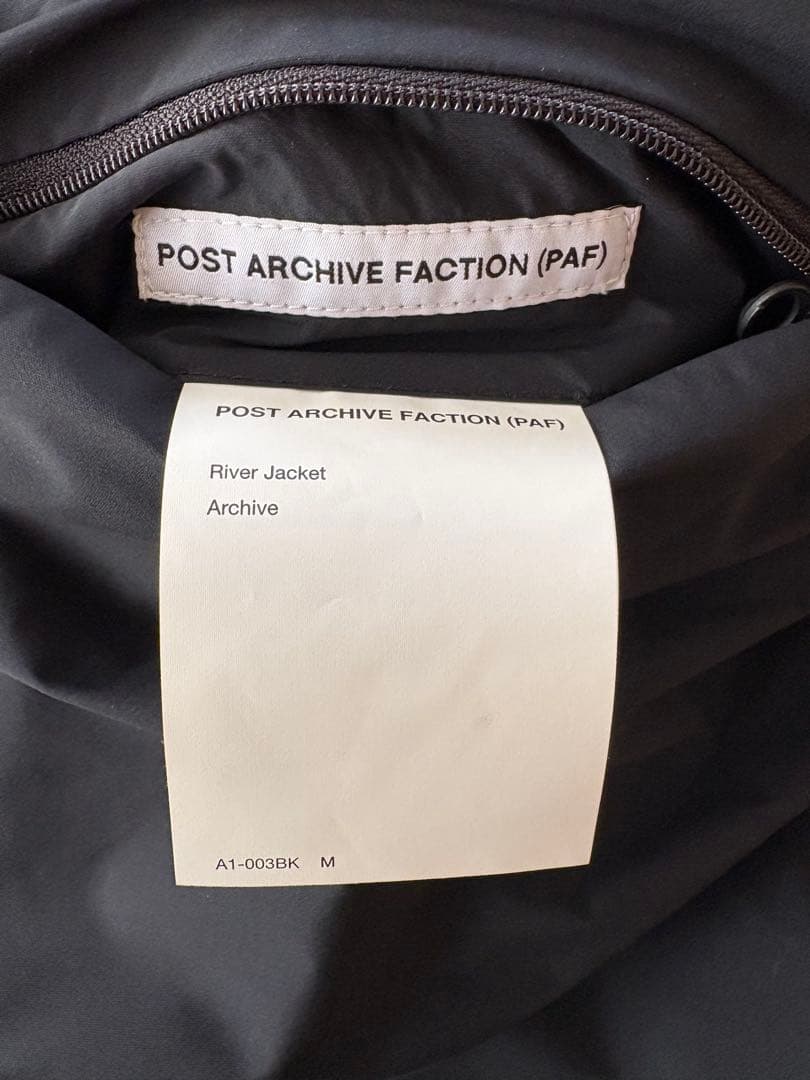 POST ARCHIVE FACTION (PAF)
POST ARCHIVE FACTION (PAF)
River Jacket
Archive
A1-003BK M